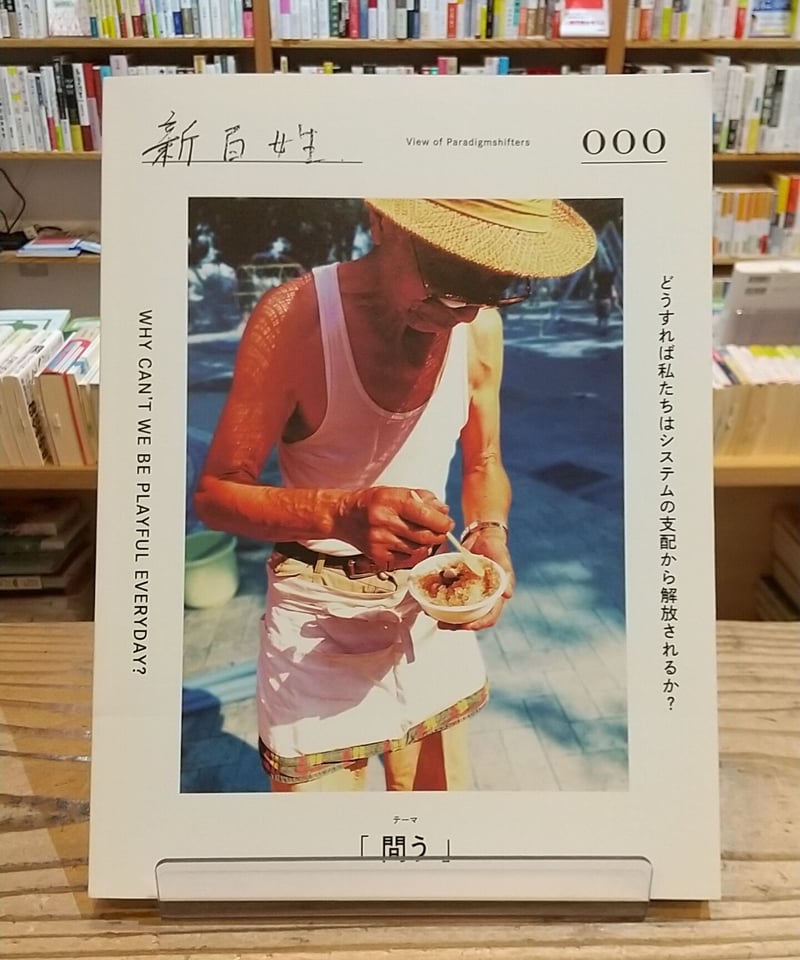 新百姓
View of Paradigmshifters
000
どうすれば私たちはシステムの支配から解放されるか?
WHY CAN'T WE BE PLAYFUL EVERYDAY?
テーマ
「問う」